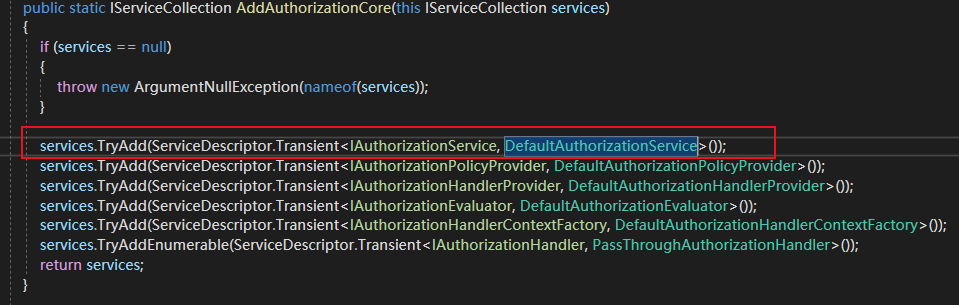 public static IServiceCollection AddAuthorizationCore(this IServiceCollection services)
{
if (services == null)
{
throw new ArgumentNullException(nameof(services));
}
services.TryAdd(ServiceDescriptor.Transient<IAuthorizationService, DefaultAuthorizationService>());
services.TryAdd(ServiceDescriptor.Transient<IAuthorizationPolicyProvider, DefaultAuthorizationPolicyProvider>());
services.TryAdd(ServiceDescriptor.Transient<IAuthorizationHandlerProvider, DefaultAuthorizationHandlerProvider>());
services.TryAdd(ServiceDescriptor.Transient<IAuthorizationEvaluator, DefaultAuthorizationEvaluator>());
services.TryAdd(ServiceDescriptor.Transient<IAuthorizationHandlerContextFactory, DefaultAuthorizationHandlerContextFactory>());
services.TryAddEnumerable(ServiceDescriptor.Transient<IAuthorizationHandler, PassThroughAuthorizationHandler>());
return services;
}